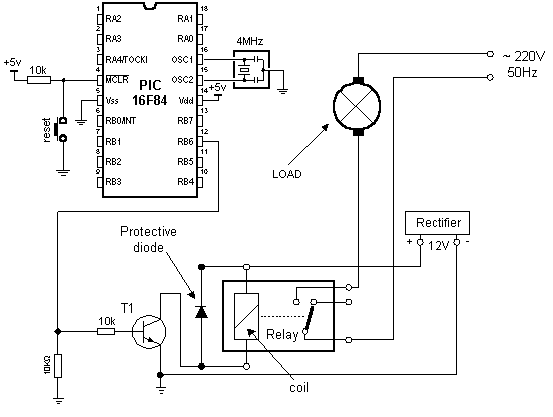 1 RA2 RA1 18
2 RA3 RA0 17
3 RA4/TOCKI OSC1 16
4 MCLR OSC2 15
5 Vss Vdd 14
6 RB0/INT RB7 13
7 RB1 RB6 12
8 RB2 RB5 11
9 RB3 RB4 10
PIC
16F84
4MHz
+5v
10k
+5v
reset
~ 220V
50Hz
LOAD
Rectifier
+ 12V -
Protective
diode
T1
10k
10KΩ
Relay
coil